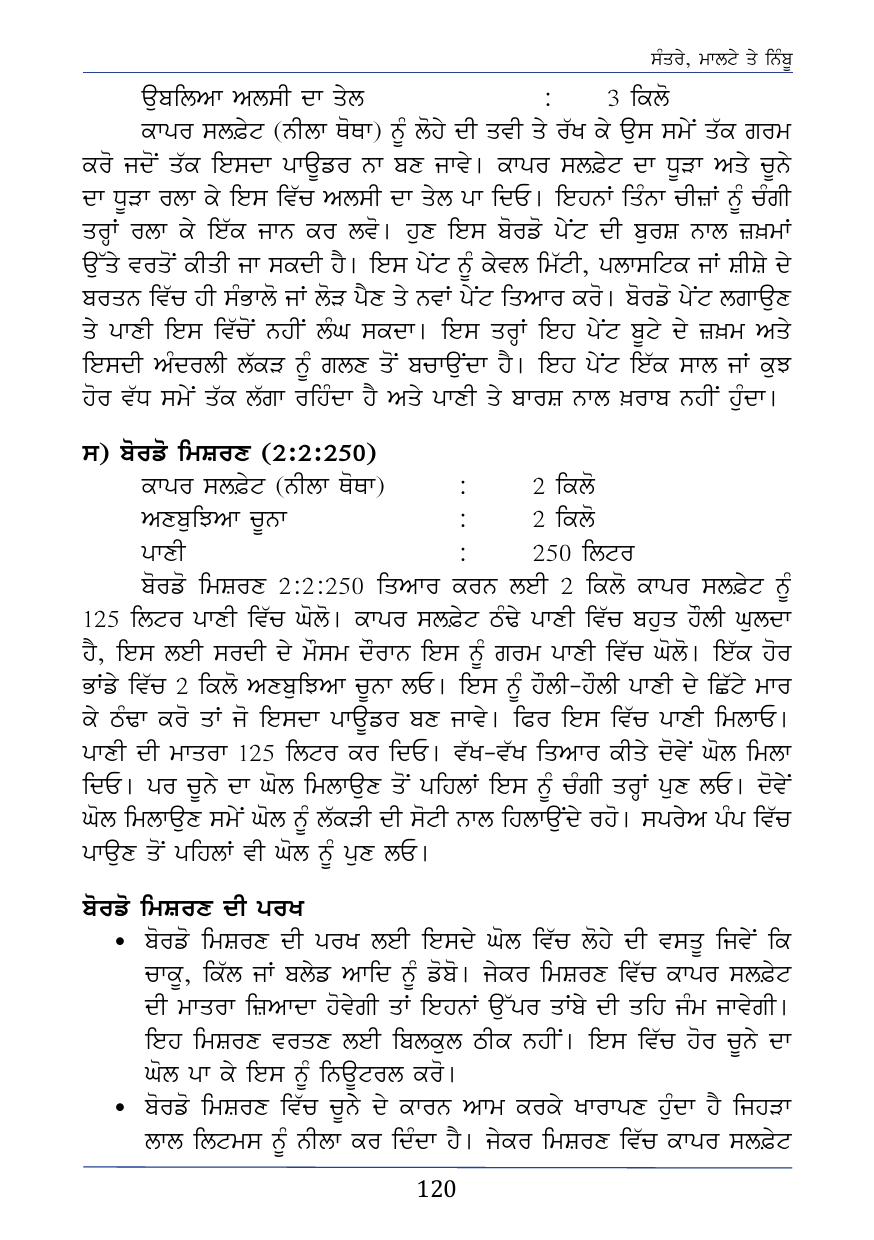 ਸੰਤਰੇ, ਮਾਲਟੇ ਤੇ ਨਿੰਬੂ
ਉਬਲਿਆ ਅਲਸੀ ਦਾ ਤੇਲ : 3 ਕਿਲੋ
ਕਾਪਰ ਸਲਫ਼ੇਟ (ਨੀਲਾ ਥੋਥਾ) ਨੂੰ ਲੋਹੇ ਦੀ ਤਵੀ ਤੇ ਰੱਖ ਕੇ ਉਸ ਸਮੇਂ ਤੱਕ ਗਰਮ
ਕਰੋ ਜਦੋਂ ਤੱਕ ਇਸਦਾ ਪਾਊਡਰ ਨਾ ਬਣ ਜਾਵੇ। ਕਾਪਰ ਸਲਫ਼ੇਟ ਦਾ ਧੂੜਾ ਅਤੇ ਚੂਨੇ
ਦਾ ਧੂੜਾ ਰਲਾ ਕੇ ਇਸ ਵਿੱਚ ਅਲਸੀ ਦਾ ਤੇਲ ਪਾ ਦਿਓ। ਇਹਨਾਂ ਤਿੰਨਾ ਚੀਜ਼ਾਂ ਨੂੰ ਚੰਗੀ
ਤਰ੍ਹਾਂ ਰਲਾ ਕੇ ਇੱਕ ਜਾਨ ਕਰ ਲਵੋ। ਹੁਣ ਇਸ ਬੋਰਡੋ ਪੇਂਟ ਦੀ ਬੁਰਸ਼ ਨਾਲ ਜ਼ਖ਼ਮਾਂ
ਉੱਤੇ ਵਰਤੋਂ ਕੀਤੀ ਜਾ ਸਕਦੀ ਹੈ। ਇਸ ਪੇਂਟ ਨੂੰ ਕੇਵਲ ਮਿੱਟੀ, ਪਲਾਸਟਿਕ ਜਾਂ ਸ਼ੀਸ਼ੇ ਦੇ
ਬਰਤਨ ਵਿੱਚ ਹੀ ਸੰਭਾਲੋ ਜਾਂ ਲੋੜ ਪੈਣ ਤੇ ਨਵਾਂ ਪੇਂਟ ਤਿਆਰ ਕਰੋ। ਬੋਰਡੋ ਪੇਂਟ ਲਗਾਉਣ
ਤੇ ਪਾਣੀ ਇਸ ਵਿੱਚੋਂ ਨਹੀਂ ਲੰਘ ਸਕਦਾ। ਇਸ ਤਰ੍ਹਾਂ ਇਹ ਪੇਂਟ ਬੂਟੇ ਦੇ ਜ਼ਖ਼ਮ ਅਤੇ
ਇਸਦੀ ਅੰਦਰਲੀ ਲੱਕੜ ਨੂੰ ਗਲਣ ਤੋਂ ਬਚਾਉਂਦਾ ਹੈ। ਇਹ ਪੇਂਟ ਇੱਕ ਸਾਲ ਜਾਂ ਕੁਝ
ਹੋਰ ਵੱਧ ਸਮੇਂ ਤੱਕ ਲੱਗਾ ਰਹਿੰਦਾ ਹੈ ਅਤੇ ਪਾਣੀ ਤੇ ਬਾਰਸ਼ ਨਾਲ ਖ਼ਰਾਬ ਨਹੀਂ ਹੁੰਦਾ।
ਸ) ਬੋਰਡੋ ਮਿਸ਼ਰਣ (2:2:250)
ਕਾਪਰ ਸਲਫ਼ੇਟ (ਨੀਲਾ ਥੋਥਾ) : 2 ਕਿਲੋ
ਅਣਬੁਝਿਆ ਚੂਨਾ : 2 ਕਿਲੋ
ਪਾਣੀ : 250 ਲਿਟਰ
ਬੋਰਡੋ ਮਿਸ਼ਰਣ 2:2:250 ਤਿਆਰ ਕਰਨ ਲਈ 2 ਕਿਲੋ ਕਾਪਰ ਸਲਫ਼ੇਟ ਨੂੰ
125 ਲਿਟਰ ਪਾਣੀ ਵਿੱਚ ਘੋਲੋ। ਕਾਪਰ ਸਲਫ਼ੇਟ ਠੰਢੇ ਪਾਣੀ ਵਿੱਚ ਬਹੁਤ ਹੌਲੀ ਘੁਲਦਾ
ਹੈ, ਇਸ ਲਈ ਸਰਦੀ ਦੇ ਮੌਸਮ ਦੌਰਾਨ ਇਸ ਨੂੰ ਗਰਮ ਪਾਣੀ ਵਿੱਚ ਘੋਲੋ। ਇੱਕ ਹੋਰ
ਭਾਂਡੇ ਵਿੱਚ 2 ਕਿਲੋ ਅਣਬੁਝਿਆ ਚੂਨਾ ਲਓ। ਇਸ ਨੂੰ ਹੌਲੀ-ਹੌਲੀ ਪਾਣੀ ਦੇ ਛਿੱਟੇ ਮਾਰ
ਕੇ ਠੰਢਾ ਕਰੋ ਤਾਂ ਜੋ ਇਸਦਾ ਪਾਊਡਰ ਬਣ ਜਾਵੇ। ਫਿਰ ਇਸ ਵਿੱਚ ਪਾਣੀ ਮਿਲਾਓ।
ਪਾਣੀ ਦੀ ਮਾਤਰਾ 125 ਲਿਟਰ ਕਰ ਦਿਓ। ਵੱਖ-ਵੱਖ ਤਿਆਰ ਕੀਤੇ ਦੋਵੇਂ ਘੋਲ ਮਿਲਾ
ਦਿਓ। ਪਰ ਚੂਨੇ ਦਾ ਘੋਲ ਮਿਲਾਉਣ ਤੋਂ ਪਹਿਲਾਂ ਇਸ ਨੂੰ ਚੰਗੀ ਤਰ੍ਹਾਂ ਪੁਣ ਲਓ। ਦੋਵੇਂ
ਘੋਲ ਮਿਲਾਉਣ ਸਮੇਂ ਘੋਲ ਨੂੰ ਲੱਕੜੀ ਦੀ ਸੋਟੀ ਨਾਲ ਹਿਲਾਉਂਦੇ ਰਹੋ। ਸਪਰੇਅ ਪੰਪ ਵਿੱਚ
ਪਾਉਣ ਤੋਂ ਪਹਿਲਾਂ ਵੀ ਘੋਲ ਨੂੰ ਪੁਣ ਲਓ।
ਬੋਰਡੋ ਮਿਸ਼ਰਣ ਦੀ ਪਰਖ
• ਬੋਰਡੋ ਮਿਸ਼ਰਣ ਦੀ ਪਰਖ ਲਈ ਇਸਦੇ ਘੋਲ ਵਿੱਚ ਲੋਹੇ ਦੀ ਵਸਤੂ ਜਿਵੇਂ ਕਿ
ਚਾਕੂ, ਕਿੱਲ ਜਾਂ ਬਲੇਡ ਆਦਿ ਨੂੰ ਡੋਬੋ। ਜੇਕਰ ਮਿਸ਼ਰਣ ਵਿੱਚ ਕਾਪਰ ਸਲਫ਼ੇਟ
ਦੀ ਮਾਤਰਾ ਜ਼ਿਆਦਾ ਹੋਵੇਗੀ ਤਾਂ ਇਹਨਾਂ ਉੱਪਰ ਤਾਂਬੇ ਦੀ ਤਹਿ ਜੰਮ ਜਾਵੇਗੀ।
ਇਹ ਮਿਸ਼ਰਣ ਵਰਤਣ ਲਈ ਬਿਲਕੁਲ ਠੀਕ ਨਹੀਂ। ਇਸ ਵਿੱਚ ਹੋਰ ਚੂਨੇ ਦਾ
ਘੋਲ ਪਾ ਕੇ ਇਸ ਨੂੰ ਨਿਊਟਰਲ ਕਰੋ।
• ਬੋਰਡੋ ਮਿਸ਼ਰਣ ਵਿੱਚ ਚੂਨੇ ਦੇ ਕਾਰਨ ਆਮ ਕਰਕੇ ਖਾਰਾਪਣ ਹੁੰਦਾ ਹੈ ਜਿਹੜਾ
ਲਾਲ ਲਿਟਮਸ ਨੂੰ ਨੀਲਾ ਕਰ ਦਿੰਦਾ ਹੈ। ਜੇਕਰ ਮਿਸ਼ਰਣ ਵਿੱਚ ਕਾਪਰ ਸਲਫ਼ੇਟ
120